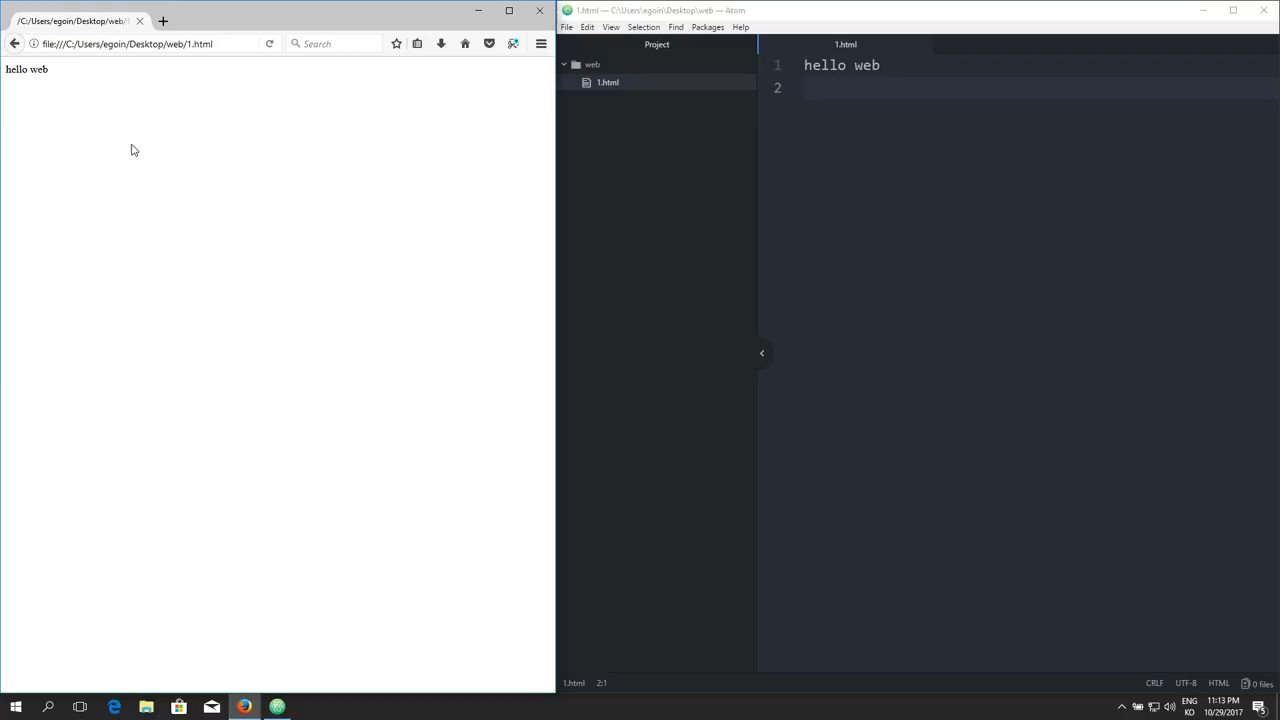 /C:/Users/egoin/Desktop/web/1
file:///C:/Users/egoin/Desktop/web/1.html
Search
hello web
1.html — C:\Users\egoin\Desktop\web — Atom
File Edit View Selection Find Packages Help
Project
1.html
web
1.html
1 hello web
2
1.html 2:1
CRLF UTF-8 HTML 0 files
ENG
KO
11:13 PM
10/29/2017
5